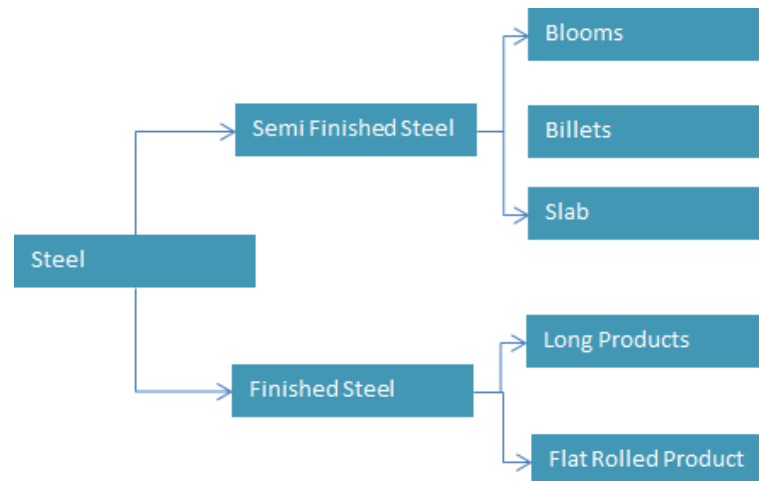 Blooms
Semi Finished Steel
Billets
Slab
Steel
Long Products
Finished Steel
Flat Rolled Product